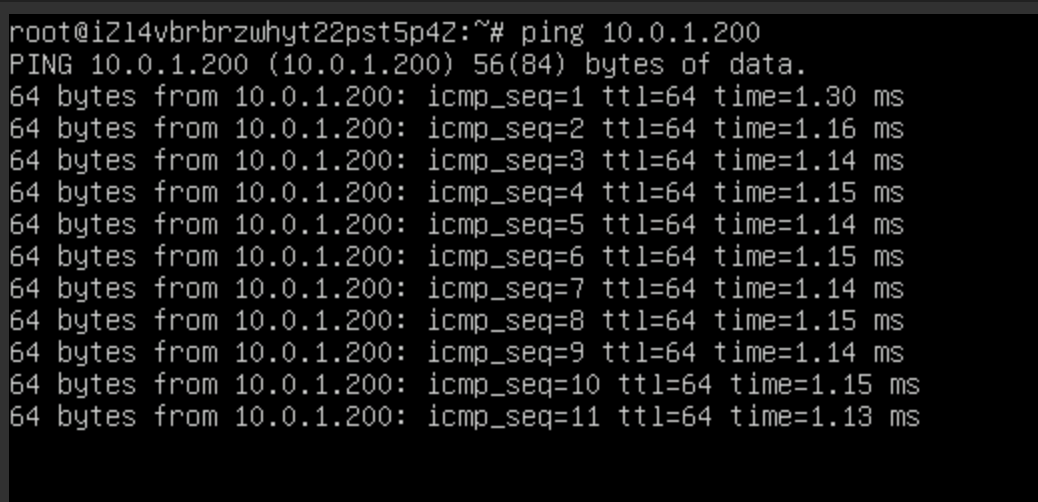 root@iZl4vbrbrzwhyt22pst5p4Z:~# ping 10.0.1.200
PING 10.0.1.200 (10.0.1.200) 56(84) bytes of data.
64 bytes from 10.0.1.200: icmp_seq=1 ttl=64 time=1.30 ms
64 bytes from 10.0.1.200: icmp_seq=2 ttl=64 time=1.16 ms
64 bytes from 10.0.1.200: icmp_seq=3 ttl=64 time=1.14 ms
64 bytes from 10.0.1.200: icmp_seq=4 ttl=64 time=1.15 ms
64 bytes from 10.0.1.200: icmp_seq=5 ttl=64 time=1.14 ms
64 bytes from 10.0.1.200: icmp_seq=6 ttl=64 time=1.15 ms
64 bytes from 10.0.1.200: icmp_seq=7 ttl=64 time=1.14 ms
64 bytes from 10.0.1.200: icmp_seq=8 ttl=64 time=1.15 ms
64 bytes from 10.0.1.200: icmp_seq=9 ttl=64 time=1.14 ms
64 bytes from 10.0.1.200: icmp_seq=10 ttl=64 time=1.15 ms
64 bytes from 10.0.1.200: icmp_seq=11 ttl=64 time=1.13 ms